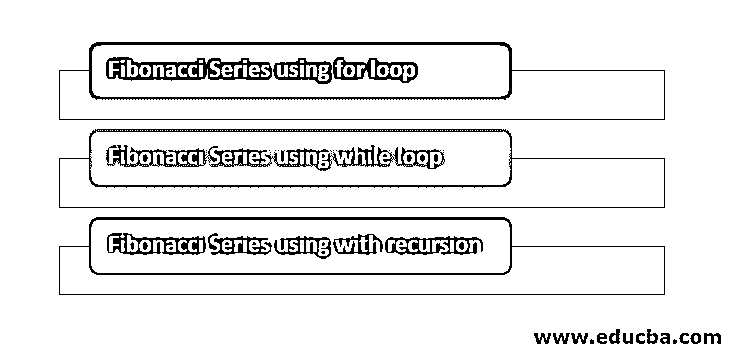 Fibonacci Series using for loop
Fibonacci Series using while loop
Fibonacci Series using with recursion
www.educba.com